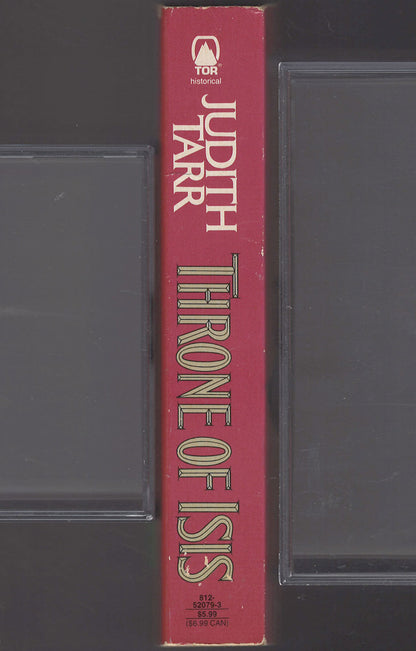 TOR
historical
JUDITH
TARR
THRONE OF ISIS
812-
52079-3
$5.99
($6.99 CAN)